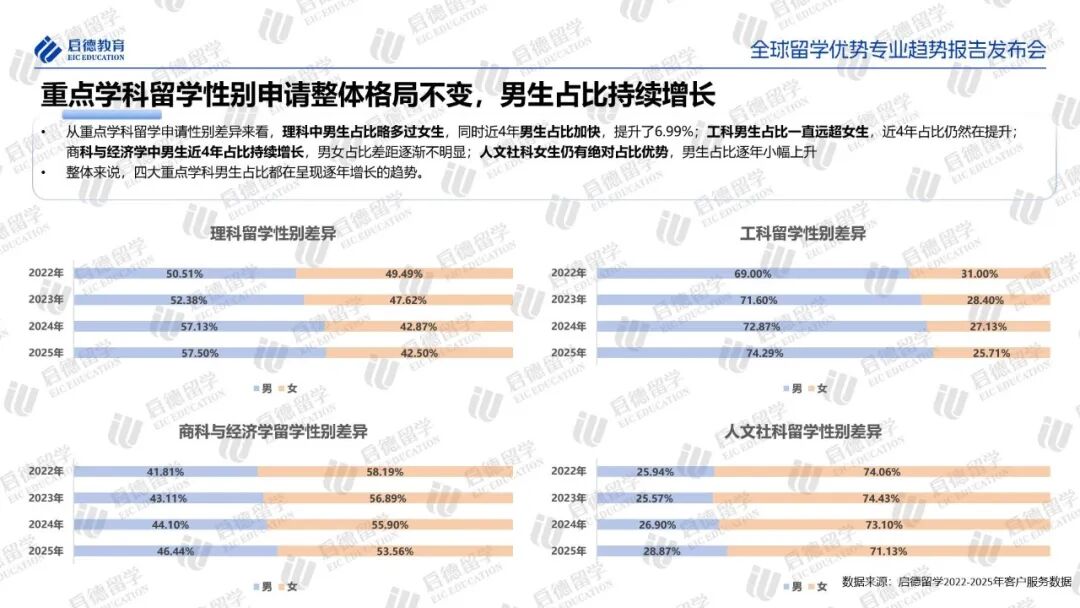 启德教育
EIC EDUCATION
全球留学优势专业趋势报告发布会
重点学科留学性别申请整体格局不变，男生占比持续增长
• 从重点学科留学申请性别差异来看，理科中男生占比略多过女生，同时近4年男生占比加快，提升了6.99%；工科男生占比一直远超女生，近4年占比仍然在提升；
商科与经济学中男生近4年占比持续增长，男女占比差距逐渐不明显；人文社科女生仍有绝对占比优势，男生占比逐年小幅上升
• 整体来说，四大重点学科男生占比都在呈现逐年增长的趋势。
理科留学性别差异
2022年 50.51% 49.49%
2023年 52.38% 47.62%
2024年 57.13% 42.87%
2025年 57.50% 42.50%
男 女
工科留学性别差异
2022年 69.00% 31.00%
2023年 71.60% 28.40%
2024年 72.87% 27.13%
2025年 74.29% 25.71%
男 女
商科与经济学留学性别差异
2022年 41.81% 58.19%
2023年 43.11% 56.89%
2024年 44.10% 55.90%
2025年 46.44% 53.56%
男 女
人文社科留学性别差异
2022年 25.94% 74.06%
2023年 25.57% 74.43%
2024年 26.90% 73.10%
2025年 28.87% 71.13%
男 女
数据来源：启德留学2022-2025年客户服务数据
启德留学
EIC EDUCATION